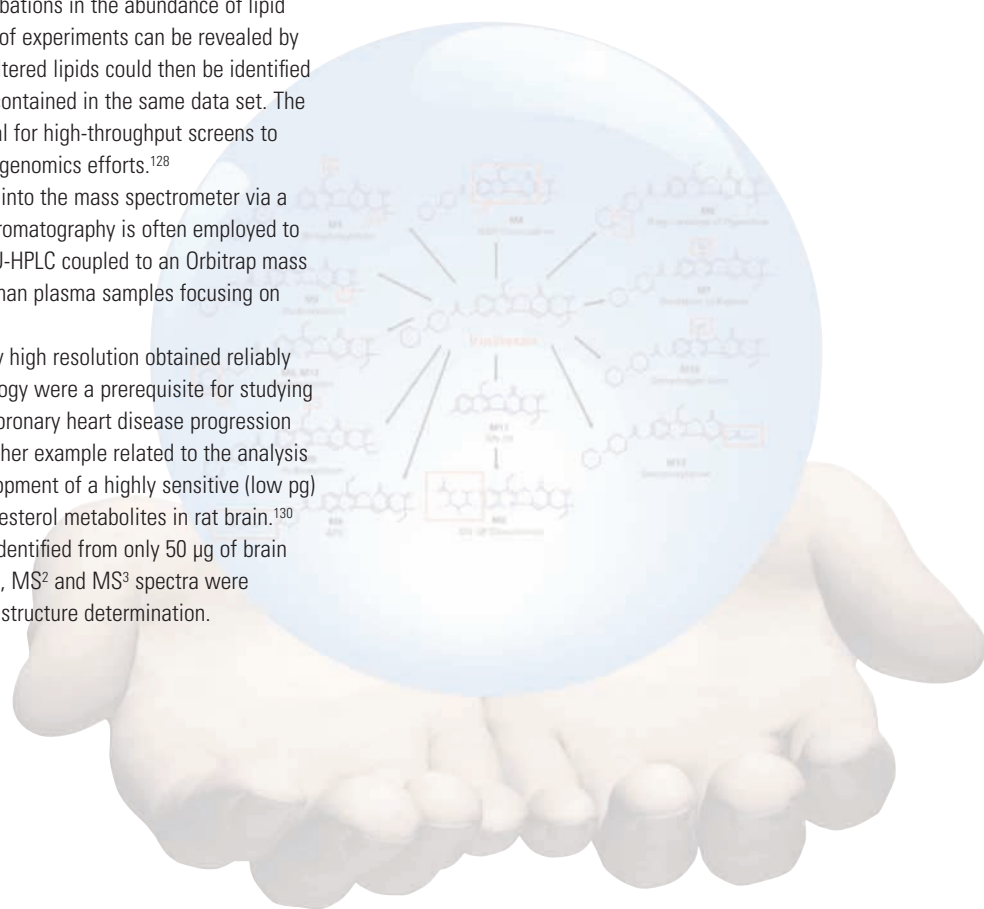 bations in the abundance of lipid
of experiments can be revealed by
ltered lipids could then be identified
contained in the same data set. The
al for high-throughput screens to
genomics efforts.¹²⁸
into the mass spectrometer via a
romatography is often employed to
U-HPLC coupled to an Orbitrap mass
man plasma samples focusing on
y high resolution obtained reliably
logy were a prerequisite for studying
oronary heart disease progression
ther example related to the analysis
opment of a highly sensitive (low pg)
esterol metabolites in rat brain.¹³⁰
dentified from only 50 µg of brain
, MS² and MS³ spectra were
structure determination.